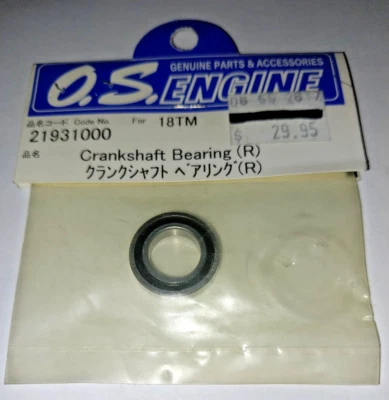 GENUINE PARTS & ACCESSORIES
O.S.ENGINE
品名コード Code No. For 18TM
21931000
$ 29.95
品名 Crankshaft Bearing (R)
クランクシャフト ベアリング(R)